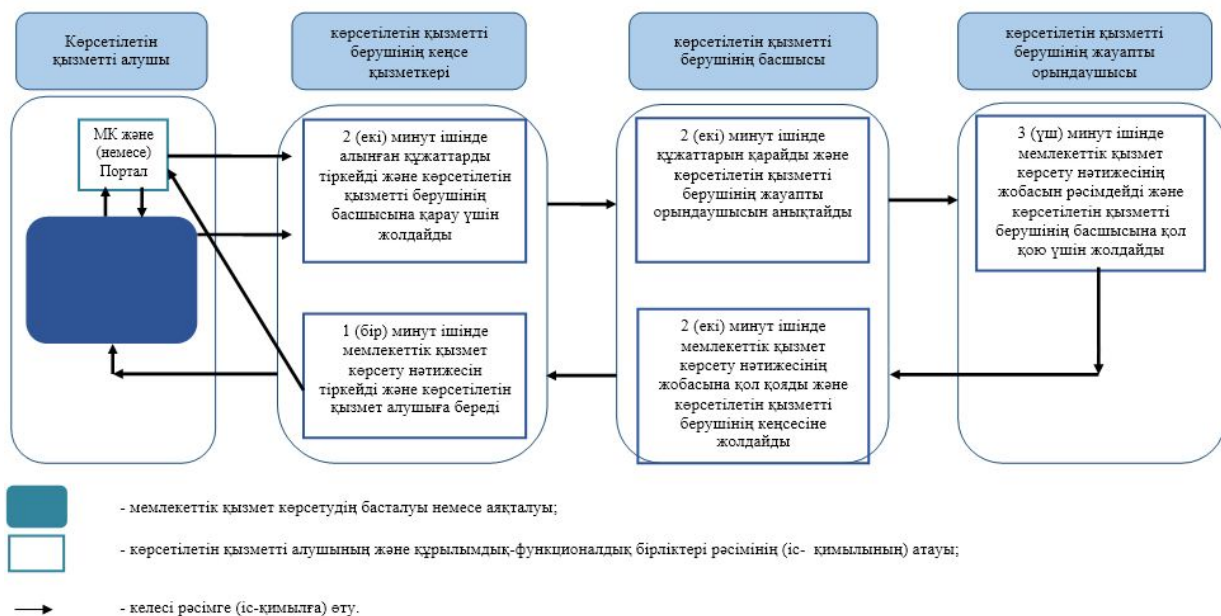 Көрсетілетін
қызметті алушы
көрсетілетін қызметті
берушінің кеңсе
қызметкері
көрсетілетін қызметті
берушінің басшысы
көрсетілетін қызметті
берушінің жауапты
орындаушысы
МК және
(немесе)
Портал
2 (екі) минут ішінде
алынған құжаттарды
тіркейді және көрсетілетін
қызметті берушінің
басшысына қарау үшін
жолдайды
2 (екі) минут ішінде
құжаттарын қарайды және
көрсетілетін қызметті
берушінің жауапты
орындаушысын анықтайды
3 (үш) минут ішінде
мемлекеттік қызмет
көрсету нәтижесінің
жобасын рәсімдейді және
көрсетілетін қызметті
берушінің басшысына қол
қою үшін жолдайды
1 (бір) минут ішінде
мемлекеттік қызмет
көрсету нәтижесін
тіркейді және көрсетілетін
қызмет алушыға береді
2 (екі) минут ішінде
мемлекеттік қызмет
көрсету нәтижесінің
жобасына қол қояды және
көрсетілетін қызметті
берушінің кеңсесіне
жолдайды
- мемлекеттік қызмет көрсетудің басталуы немесе аяқталуы;
- көрсетілетін қызметті алушының және құрылымдық-функционалдық бірліктері рәсімінің (іс- қимылының) атауы;
- келесі рәсімге (іс-қимылға) өту.